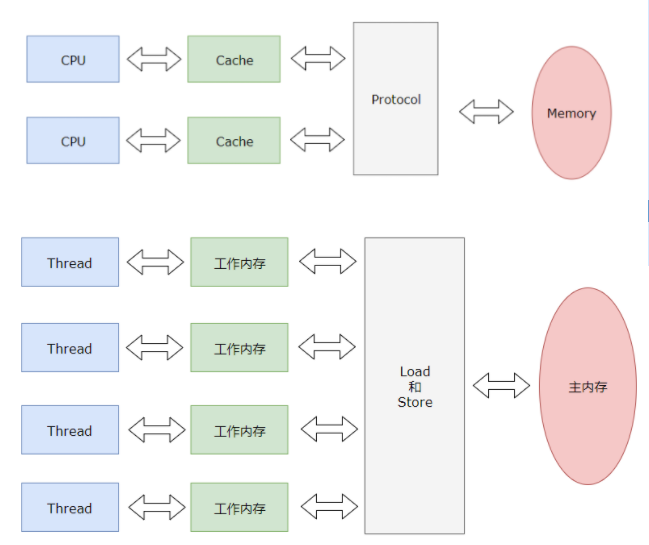 CPU
Cache
Protocol
Memory
CPU
Cache
Thread
工作内存
Thread
工作内存
Load
和
Store
主内存
Thread
工作内存
Thread
工作内存